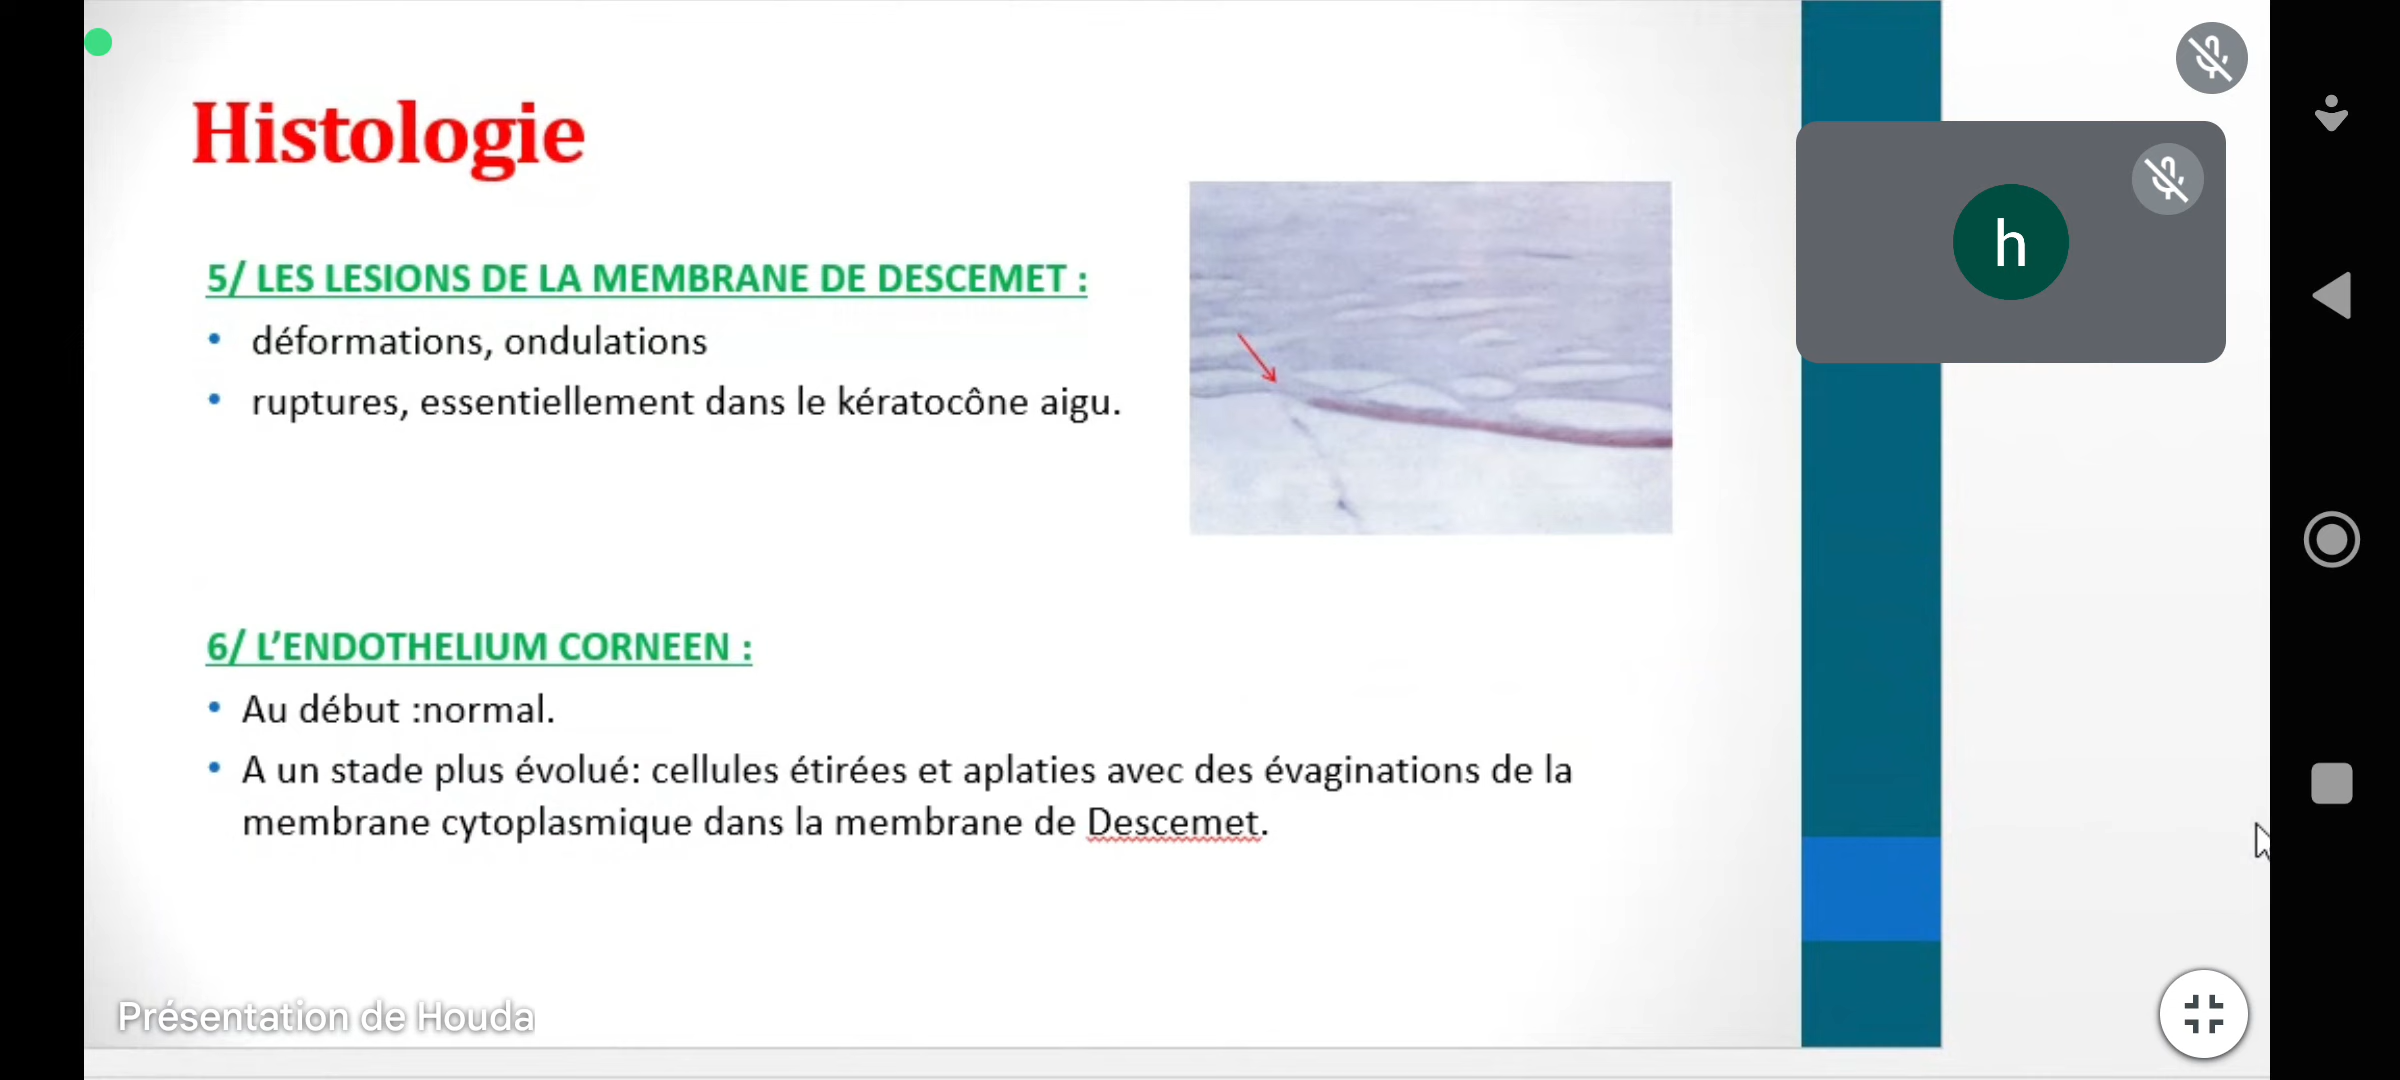 Histologie
5/ LES LESIONS DE LA MEMBRANE DE DESCEMET :
• déformations, ondulations
• ruptures, essentiellement dans le kératocône aigu.
6/ L'ENDOTHELIUM CORNEEN :
• Au début :normal.
• A un stade plus évolué: cellules étirées et aplaties avec des évaginations de la
membrane cytoplasmique dans la membrane de Descemet.
h
Présentation de Houda